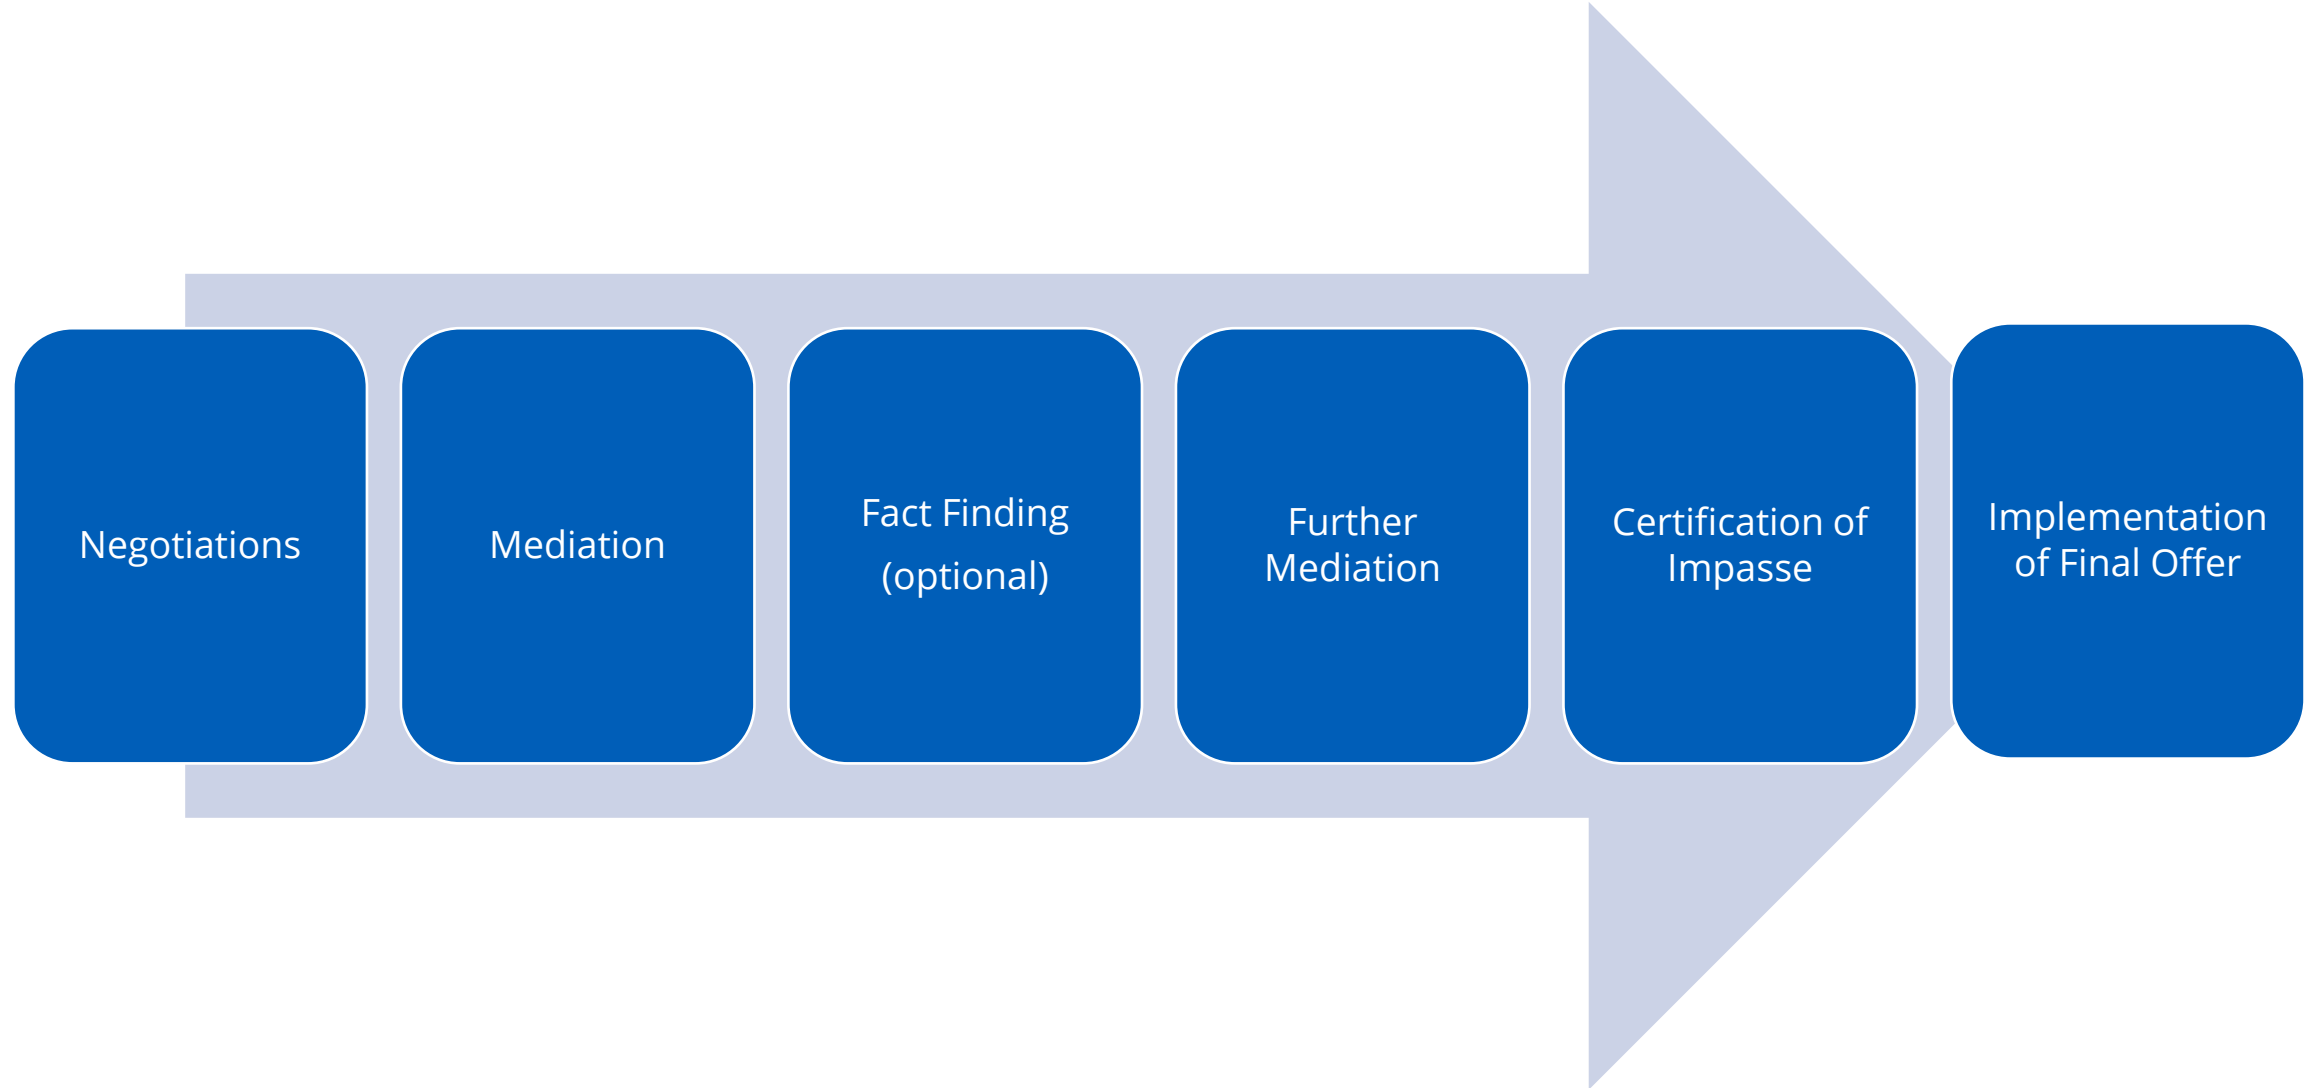 Negotiations
Mediation
Fact Finding
(optional)
Further
Mediation
Certification of
Impasse
Implementation
of Final Offer